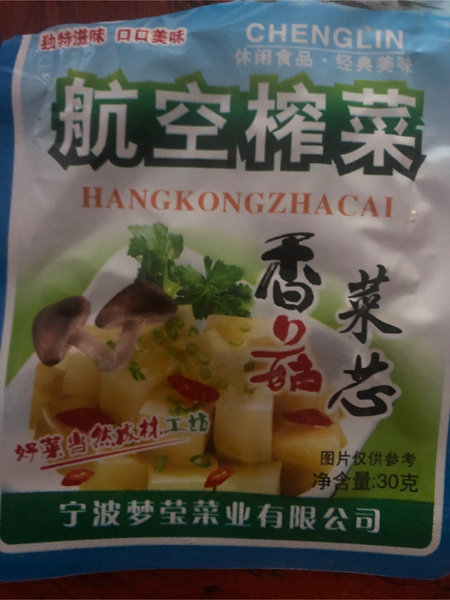 独特滋味 口口美味
CHENGLIN
休闲食品·经典美味
航空榨菜
HANGKONGZHACAI
香菇
菜芯
好菜当然成材工坊
图片仅供参考
净含量:30克
宁波梦莹菜业有限公司